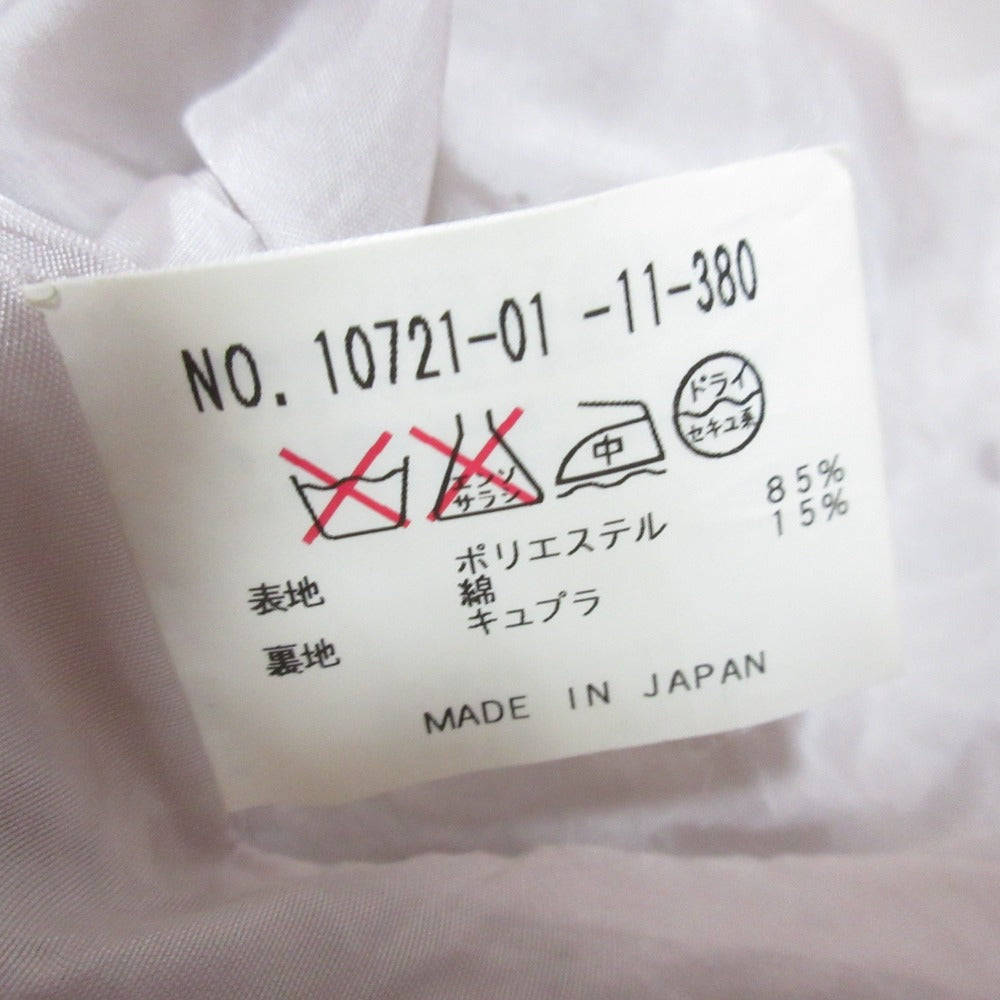 NO. 10721-01 -11-380
エンソ
サラシ
中
ドライ
セキユ系
表地 ポリエステル 85%
綿 15%
裏地 キュプラ
MADE IN JAPAN